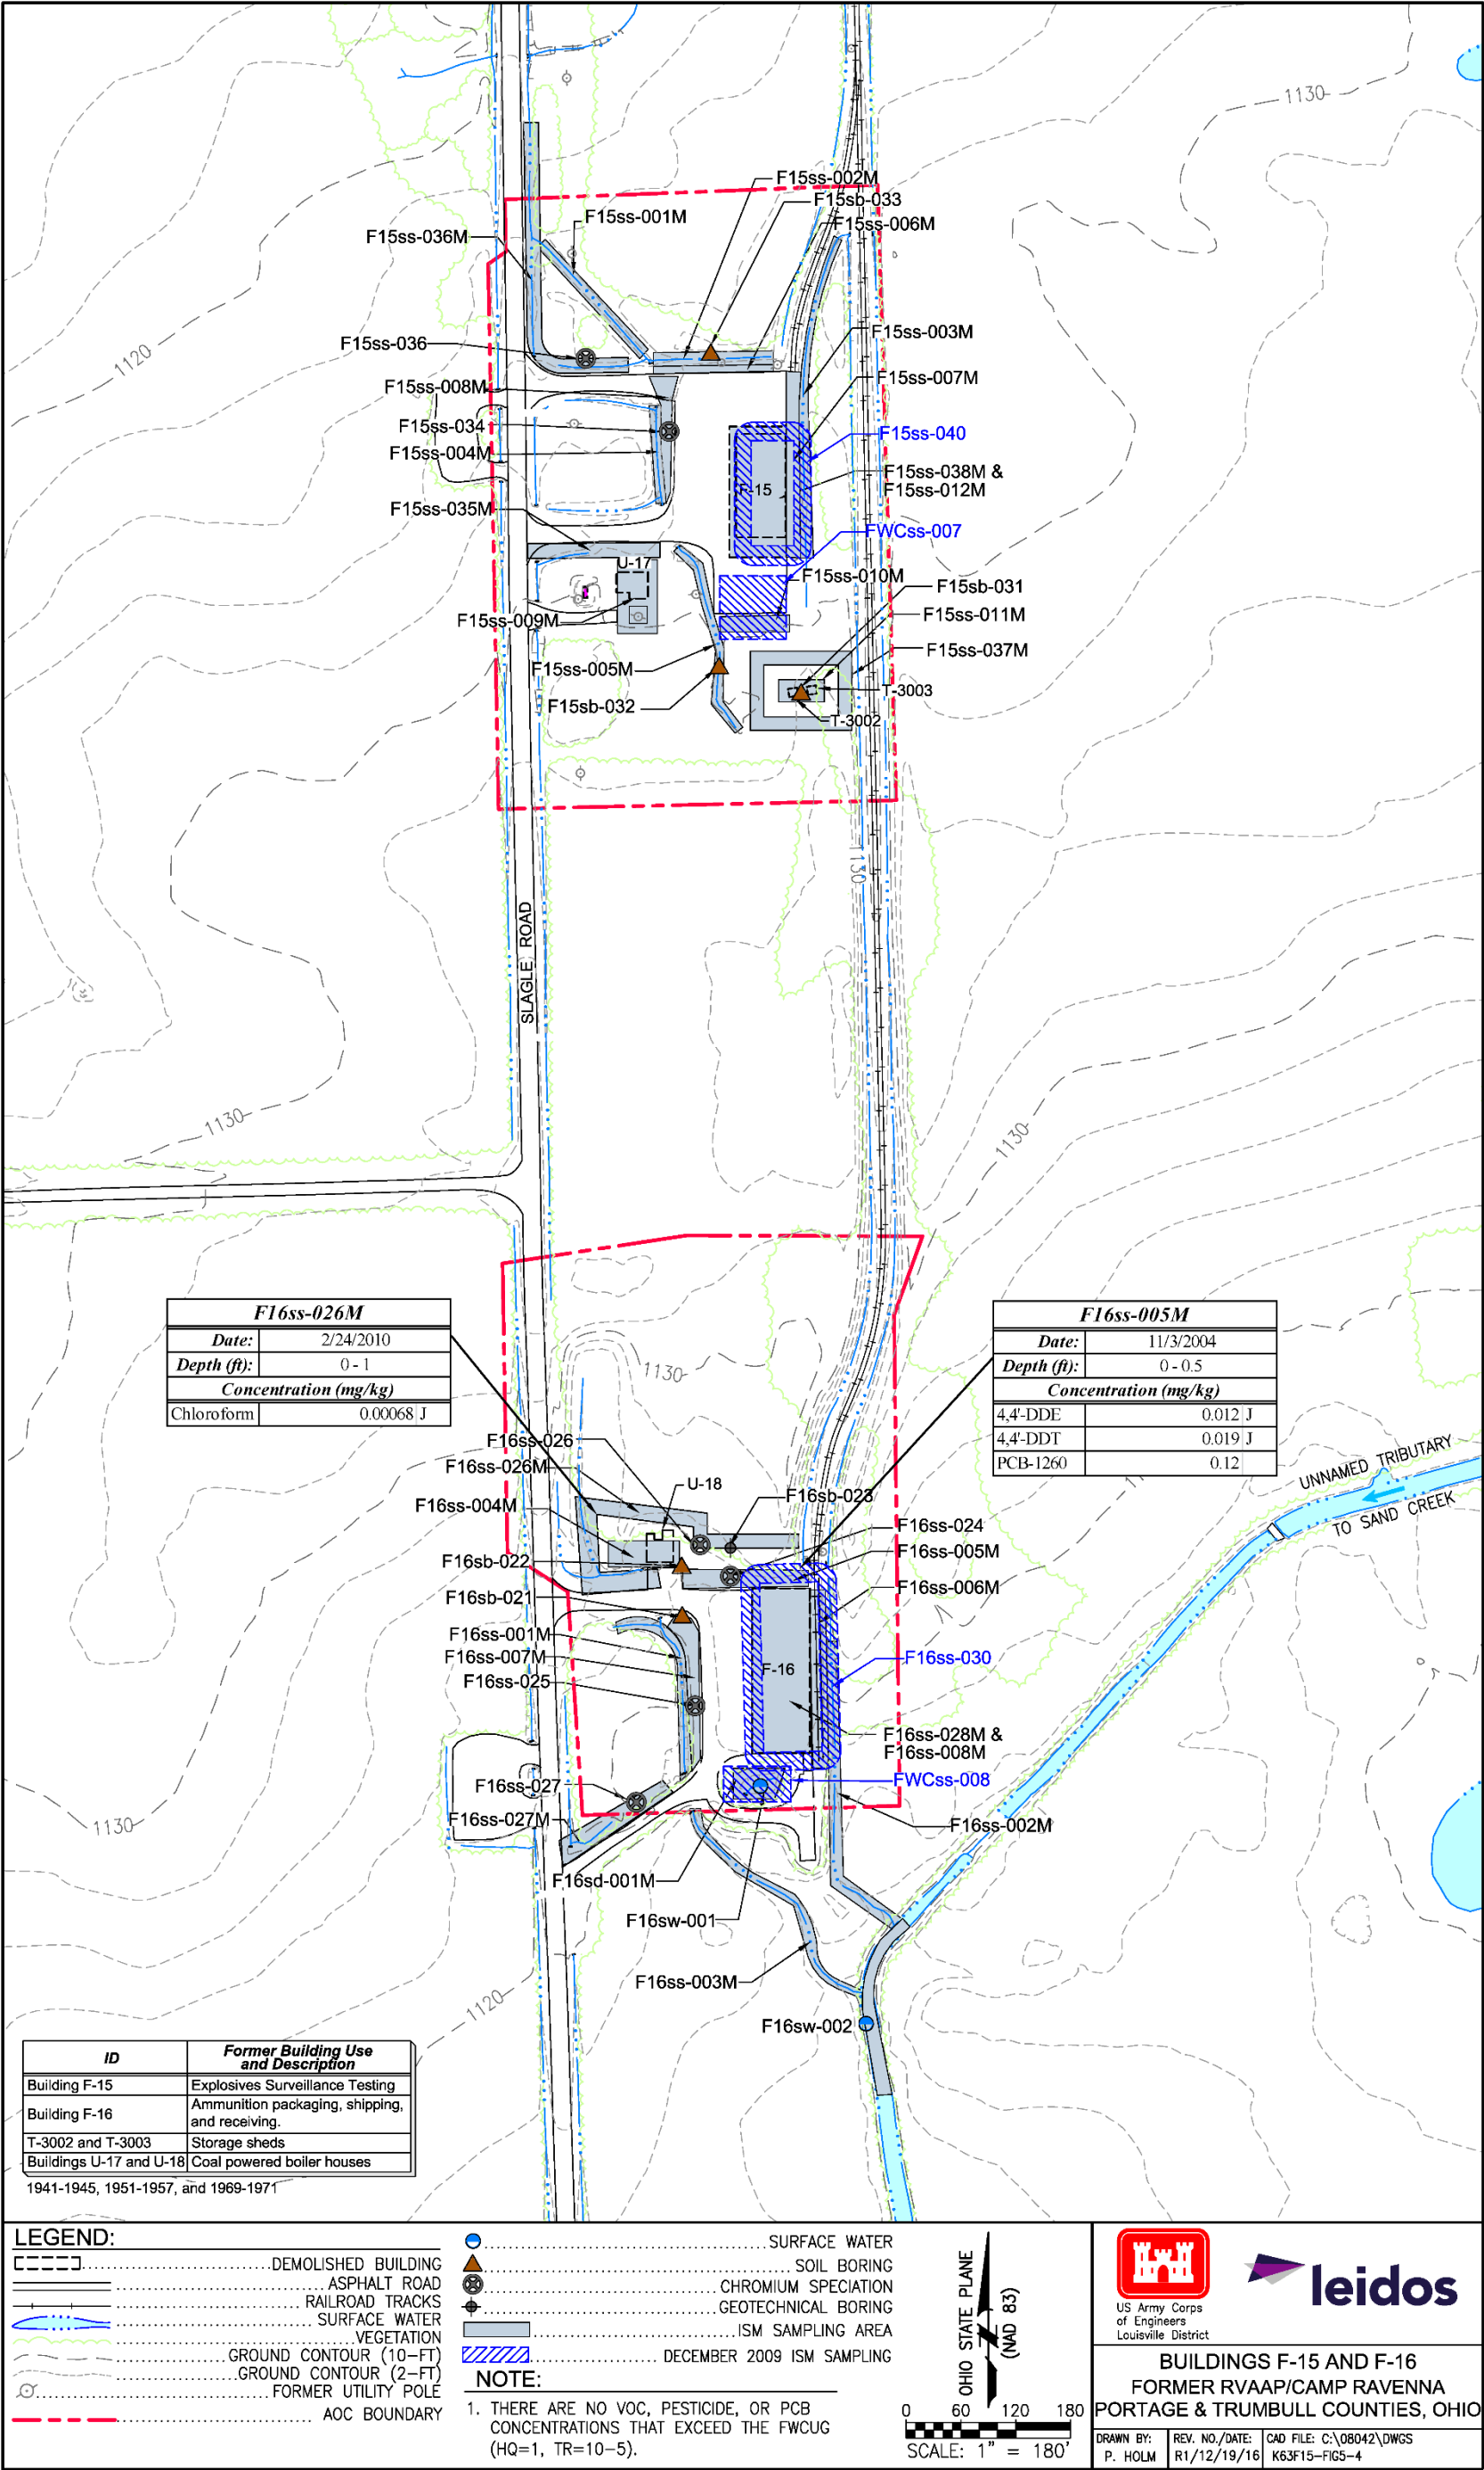 1130
F15ss-002M
F15sb-033
F15ss-001M
F15ss-006M
F15ss-036M
F15ss-003M
F15ss-036
1120
F15ss-007M
F15ss-008M
F15ss-034
F15ss-040
F15ss-004M
F15ss-038M &
F15ss-012M
F-15
F15ss-035M
FWCss-007
U-17
F15ss-010M
F15sb-031
F15ss-011M
F15ss-009M
F15ss-037M
F15ss-005M
T-3003
F15sb-032
T-3002
1130
SLAGLE ROAD
1130
1130
F16ss-026M
Date: 2/24/2010
Depth (ft): 0 - 1
Concentration (mg/kg)
Chloroform 0.00068 J
F16ss-005M
Date: 11/3/2004
Depth (ft): 0 - 0.5
Concentration (mg/kg)
4,4'-DDE 0.012 J
4,4'-DDT 0.019 J
PCB-1260 0.12
1130
F16ss-026
F16ss-026M
U-18
F16sb-023
UNNAMED TRIBUTARY
TO SAND CREEK
F16ss-004M
F16ss-024
F16sb-022
F16ss-005M
F16ss-006M
F16sb-021
F16ss-001M
F16ss-007M
F16ss-030
F-16
F16ss-025
F16ss-028M &
F16ss-008M
F16ss-027
FWCss-008
F16ss-027M
F16ss-002M
1130
F16sd-001M
F16sw-001
F16ss-003M
1120
F16sw-002
ID Former Building Use
and Description
Building F-15 Explosives Surveillance Testing
Building F-16 Ammunition packaging, shipping,
and receiving.
T-3002 and T-3003 Storage sheds
Buildings U-17 and U-18 Coal powered boiler houses
1941-1945, 1951-1957, and 1969-1971
LEGEND:
DEMOLISHED BUILDING
ASPHALT ROAD
RAILROAD TRACKS
SURFACE WATER
VEGETATION
GROUND CONTOUR (10-FT)
GROUND CONTOUR (2-FT)
FORMER UTILITY POLE
AOC BOUNDARY
SURFACE WATER
SOIL BORING
CHROMIUM SPECIATION
GEOTECHNICAL BORING
ISM SAMPLING AREA
DECEMBER 2009 ISM SAMPLING
NOTE:
1. THERE ARE NO VOC, PESTICIDE, OR PCB
CONCENTRATIONS THAT EXCEED THE FWCUG
(HQ=1, TR=10-5).
OHIO STATE PLANE
(NAD 83)
0 60 120 180
SCALE: 1" = 180'
US Army Corps
of Engineers
Louisville District
leidos
BUILDINGS F-15 AND F-16
FORMER RVAAP/CAMP RAVENNA
PORTAGE & TRUMBULL COUNTIES, OHIO
DRAWN BY: REV. NO./DATE: CAD FILE: C:\08042\DWGS
P. HOLM R1/12/19/16 K63F15-FIG5-4